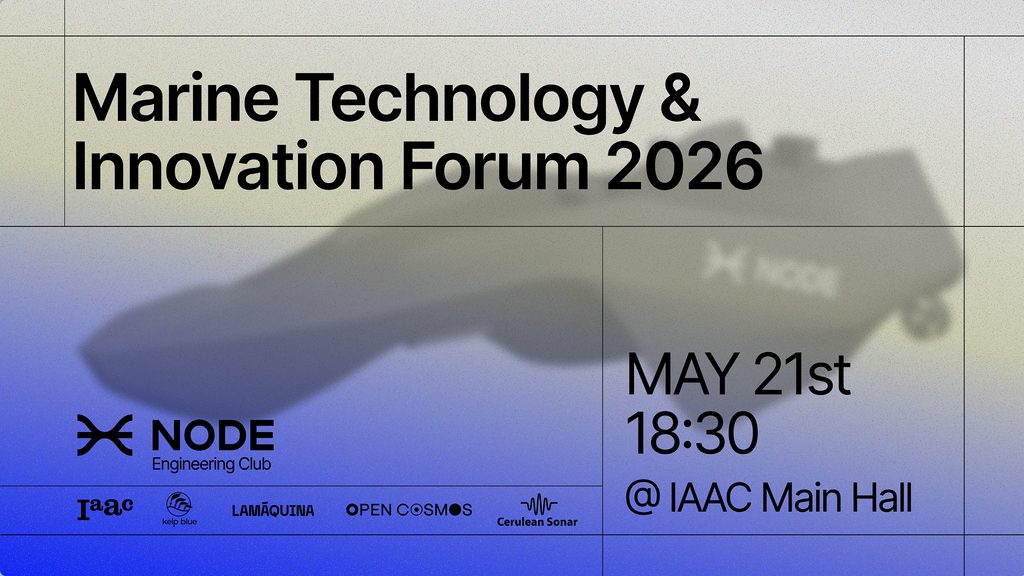 Marine Technology &
Innovation Forum 2026
NODE
MAY 21st
18:30
@ IAAC Main Hall
NODE
Engineering Club
Iaac
kelp blue
LAMÁQUINA
OPEN COSMOS
Cerulean Sonar